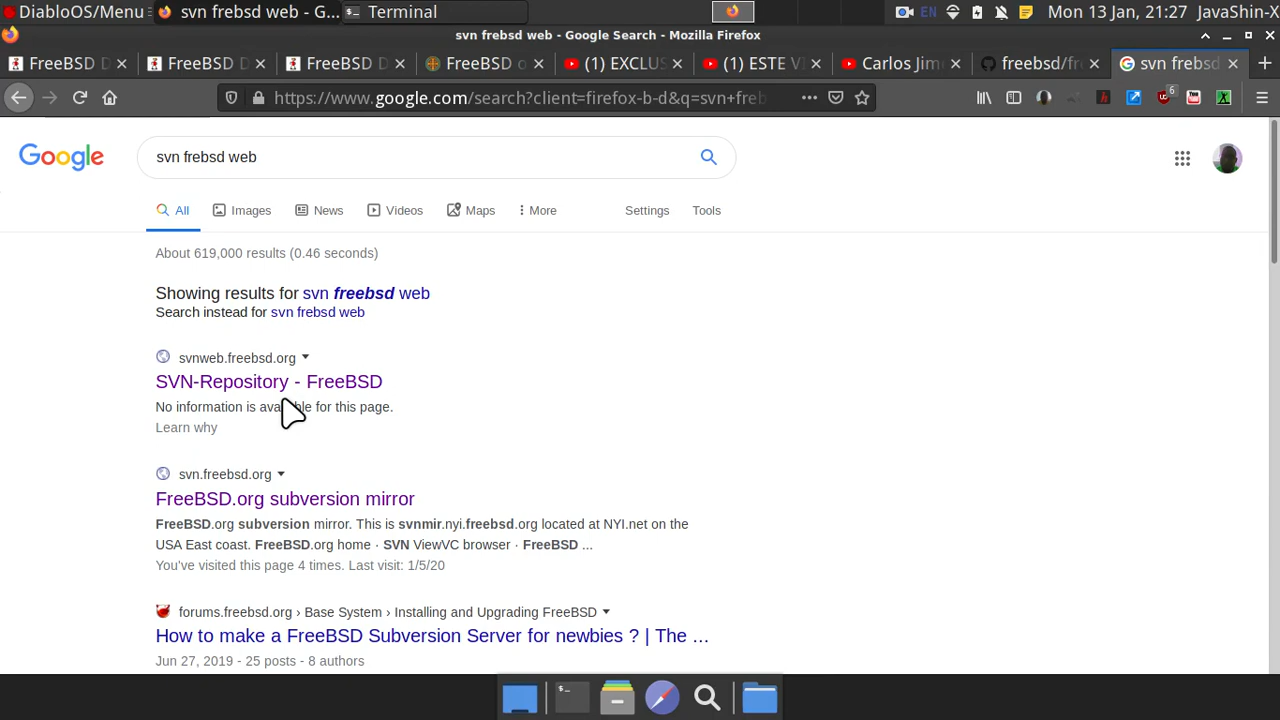 DiabloOS/Menu svn frebsd web - G... Terminal EN Mon 13 Jan, 21:27 JavaShin-X
svn frebsd web - Google Search - Mozilla Firefox
FreeBSD D FreeBSD D FreeBSD D FreeBSD o (1) EXCLUS (1) ESTE V Carlos Jim freebsd/fr svn frebsd
https://www.google.com/search?client=firefox-b-d&q=svn+freb 6
Google svn frebsd web
All Images News Videos Maps More Settings Tools
About 619,000 results (0.46 seconds)
Showing results for svn freebsd web
Search instead for svn frebsd web
svnweb.freebsd.org
SVN-Repository - FreeBSD
No information is available for this page.
Learn why
svn.freebsd.org
FreeBSD.org subversion mirror
FreeBSD.org subversion mirror. This is svnmir.nyi.freebsd.org located at NYI.net on the
USA East coast. FreeBSD.org home · SVN ViewVC browser · FreeBSD ...
You've visited this page 4 times. Last visit: 1/5/20
forums.freebsd.org › Base System › Installing and Upgrading FreeBSD
How to make a FreeBSD Subversion Server for newbies ? | The ...
Jun 27, 2019 - 25 posts - 8 authors